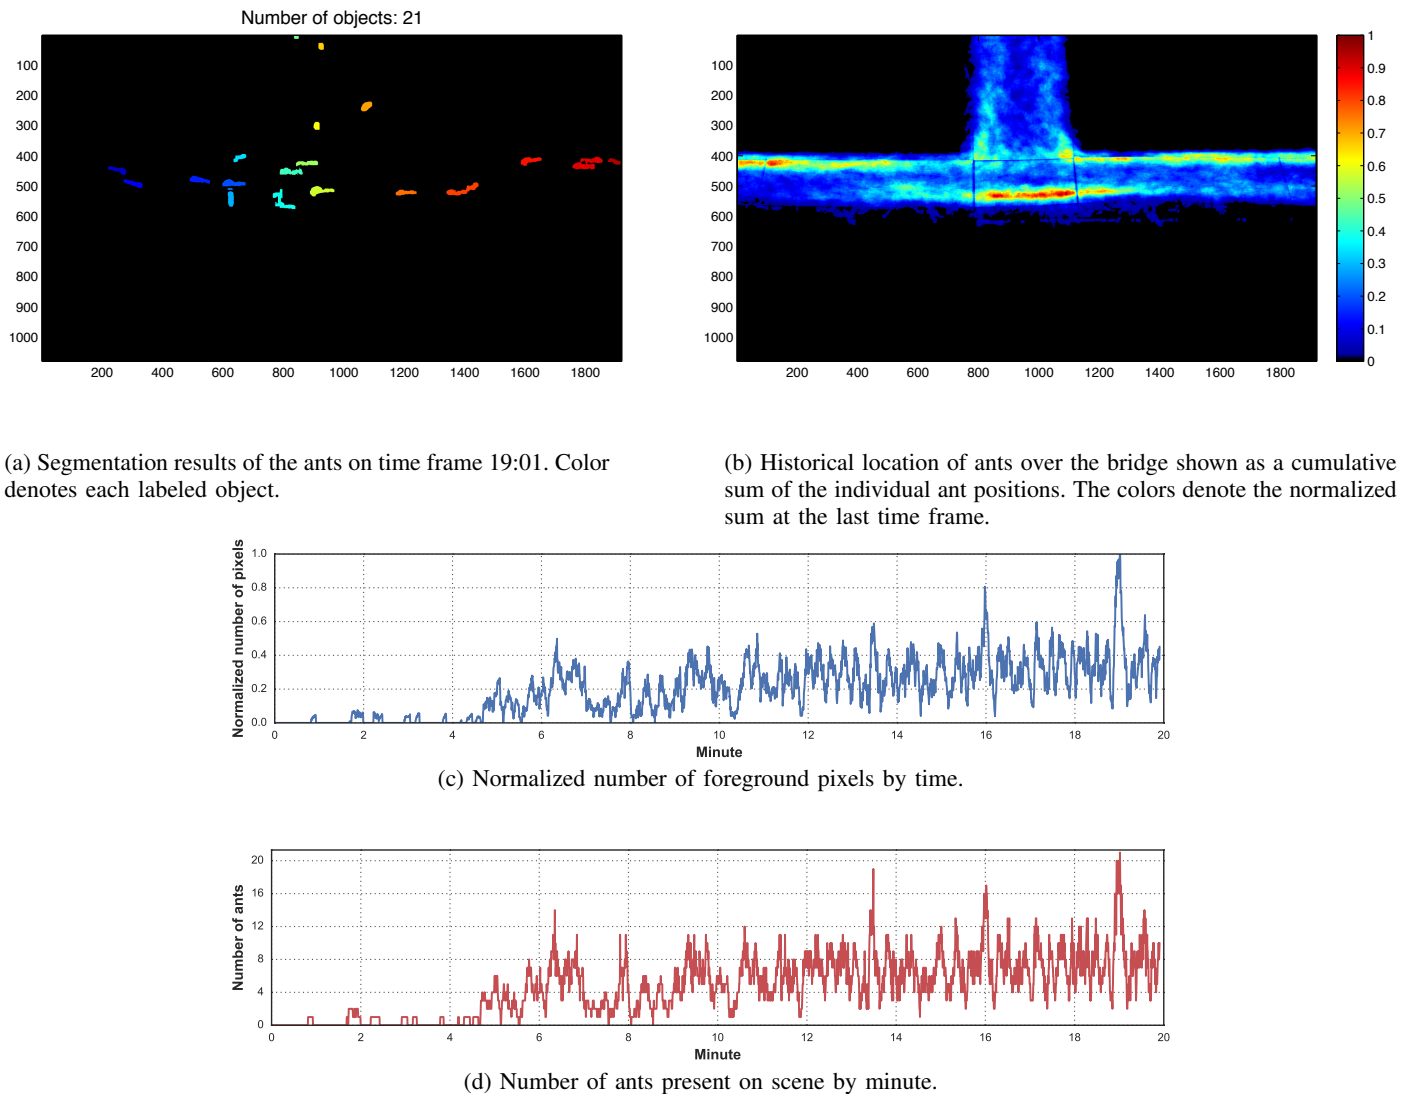 Number of objects: 21
100
200
300
400
500
600
700
800
900
1000
200 400 600 800 1000 1200 1400 1600 1800
100
200
300
400
500
600
700
800
900
1000
200 400 600 800 1000 1200 1400 1600 1800
1
0.9
0.8
0.7
0.6
0.5
0.4
0.3
0.2
0.1
0
(a) Segmentation results of the ants on time frame 19:01. Color
denotes each labeled object.
(b) Historical location of ants over the bridge shown as a cumulative
sum of the individual ant positions. The colors denote the normalized
sum at the last time frame.
Normalized number of pixels
1.0
0.8
0.6
0.4
0.2
0.0
0 2 4 6 8 10 12 14 16 18 20
Minute
(c) Normalized number of foreground pixels by time.
Number of ants
20
16
12
8
4
0
0 2 4 6 8 10 12 14 16 18 20
Minute
(d) Number of ants present on scene by minute.